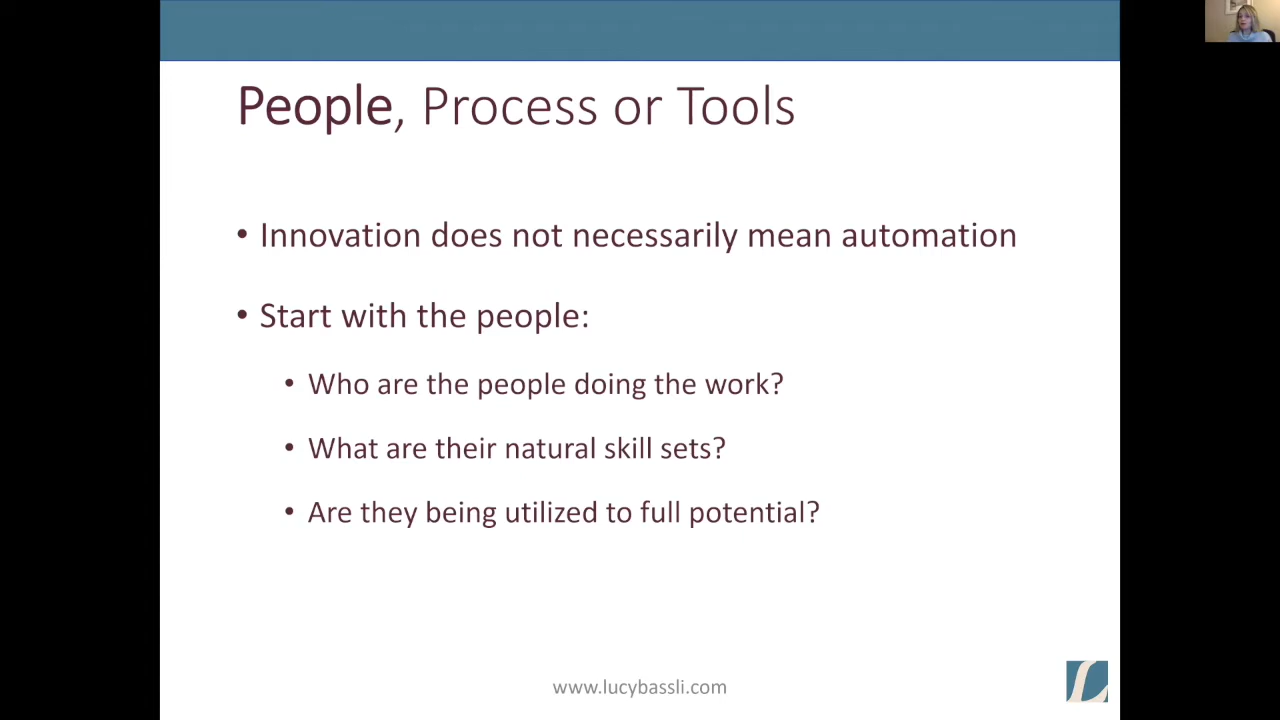 People, Process or Tools
• Innovation does not necessarily mean automation
• Start with the people:
• Who are the people doing the work?
• What are their natural skill sets?
• Are they being utilized to full potential?
www.lucybassli.com